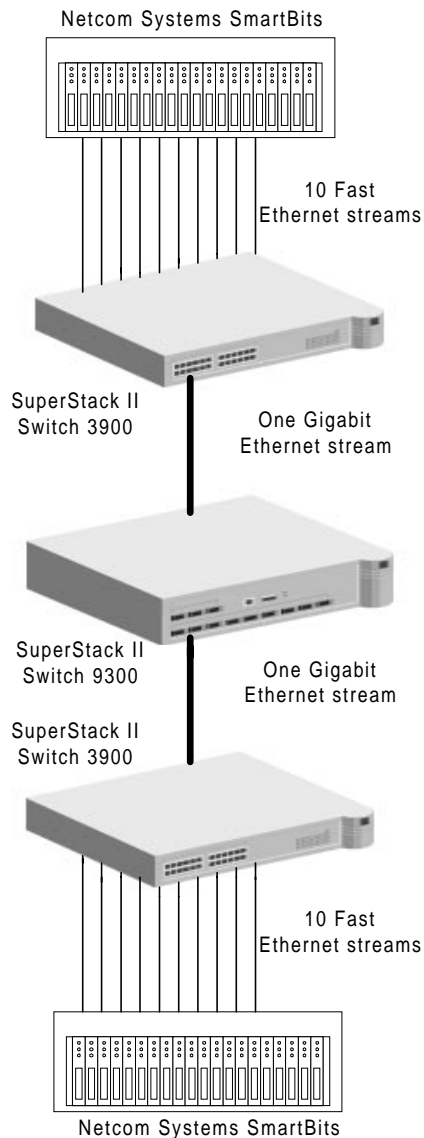 Netcom Systems SmartBits
10 Fast
Ethernet streams
SuperStack II
Switch 3900
One Gigabit
Ethernet stream
SuperStack II
Switch 9300
One Gigabit
Ethernet stream
SuperStack II
Switch 3900
10 Fast
Ethernet streams
Netcom Systems SmartBits